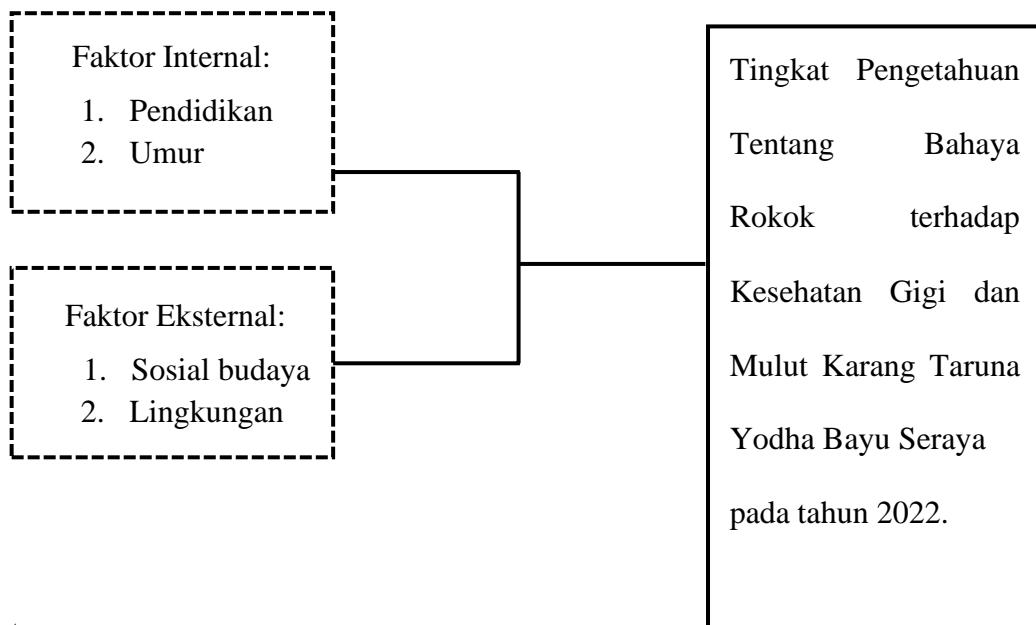 Faktor Internal:
1. Pendidikan
2. Umur
Faktor Eksternal:
1. Sosial budaya
2. Lingkungan
Tingkat Pengetahuan
Tentang Bahaya
Rokok terhadap
Kesehatan Gigi dan
Mulut Karang Taruna
Yodha Bayu Seraya
pada tahun 2022.